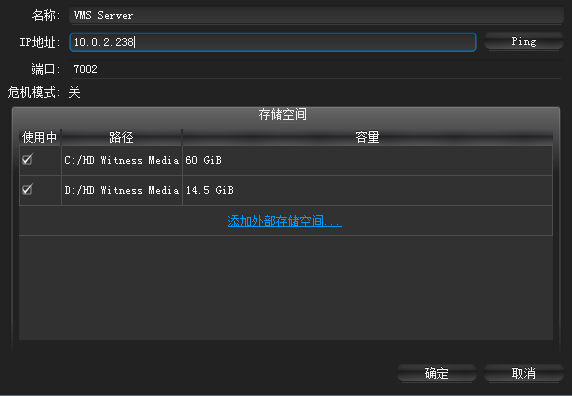 名称: VMS Server
IP地址: 10.0.2.238 Ping
端口: 7002
危机模式: 关
存储空间
使用中 路径 容量
C:/HD Witness Media 60 GiB
D:/HD Witness Media 14.5 GiB
添加外部存储空间...
确定 取消